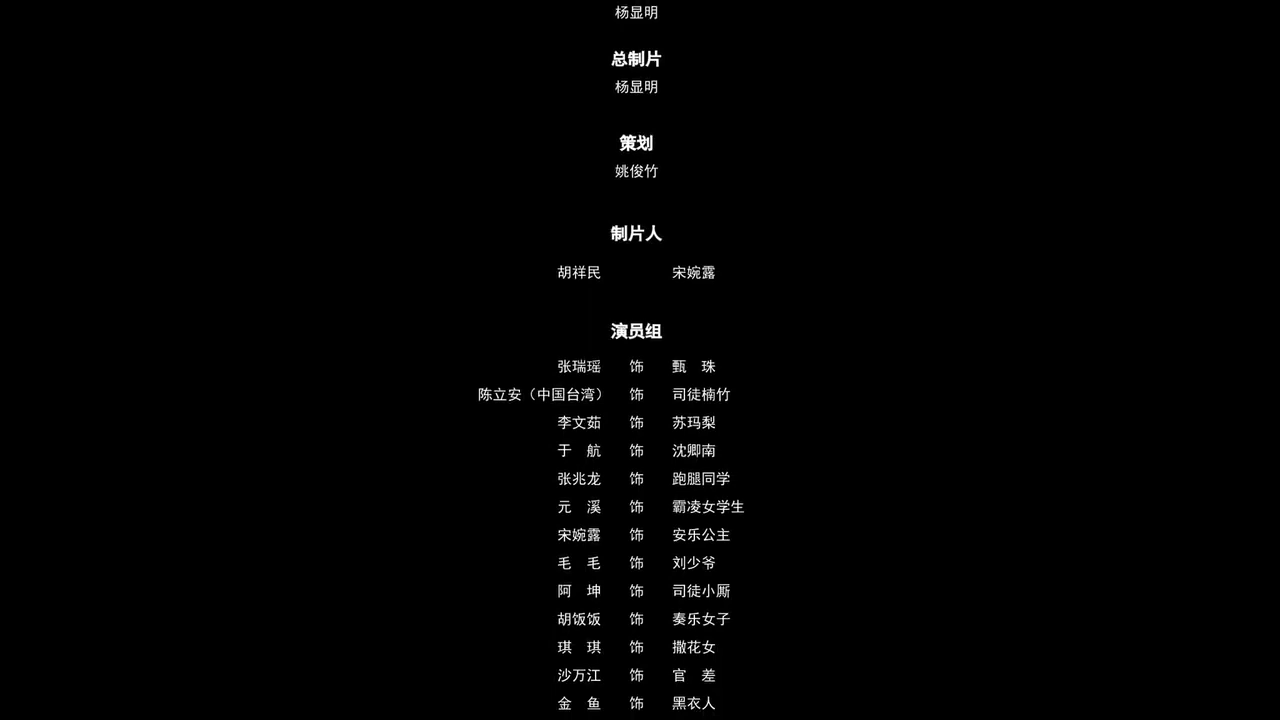 杨显明
总制片
杨显明
策划
姚俊竹
制片人
胡祥民 宋婉露
演员组
张瑞瑶 饰 甄 珠
陈立安（中国台湾） 饰 司徒楠竹
李文茹 饰 苏玛梨
于 航 饰 沈卿南
张兆龙 饰 跑腿同学
元 溪 饰 霸凌女学生
宋婉露 饰 安乐公主
毛 毛 饰 刘少爷
阿 坤 饰 司徒小厮
胡饭饭 饰 奏乐女子
琪 琪 饰 撒花女
沙万江 饰 官 差
金 鱼 饰 黑衣人